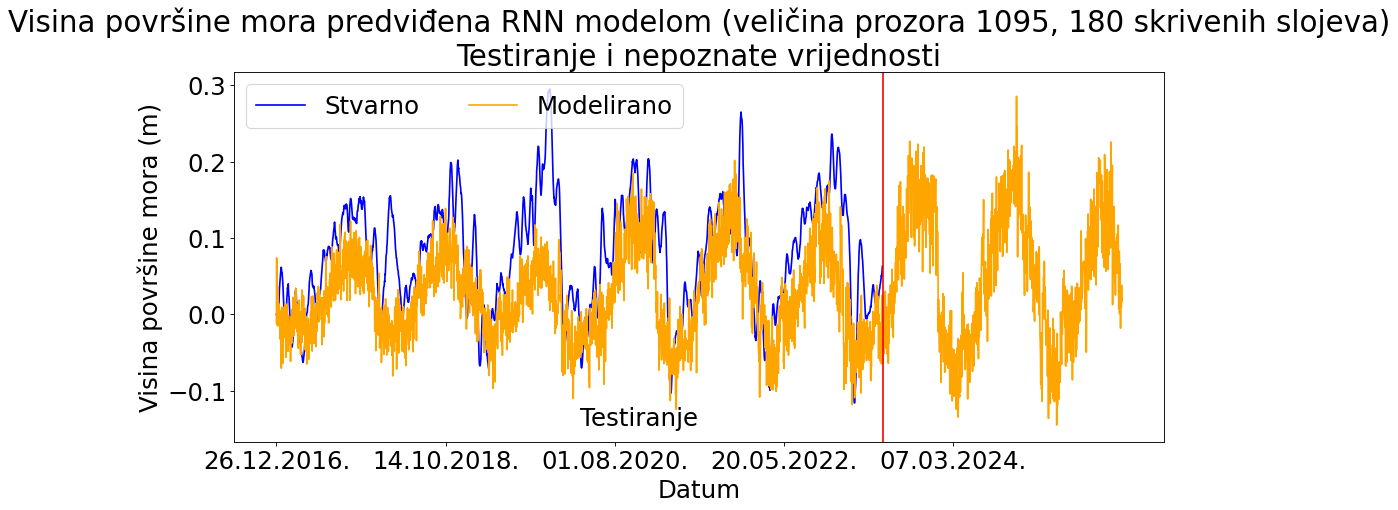 Visina površine mora predviđena RNN modelom (veličina prozora 1095, 180 skrivenih slojeva)
Testiranje i nepoznate vrijednosti
Stvarno
Modelirano
Visina površine mora (m)
0.3
0.2
0.1
0.0
−0.1
Testiranje
26.12.2016.
14.10.2018.
01.08.2020.
20.05.2022.
07.03.2024.
Datum